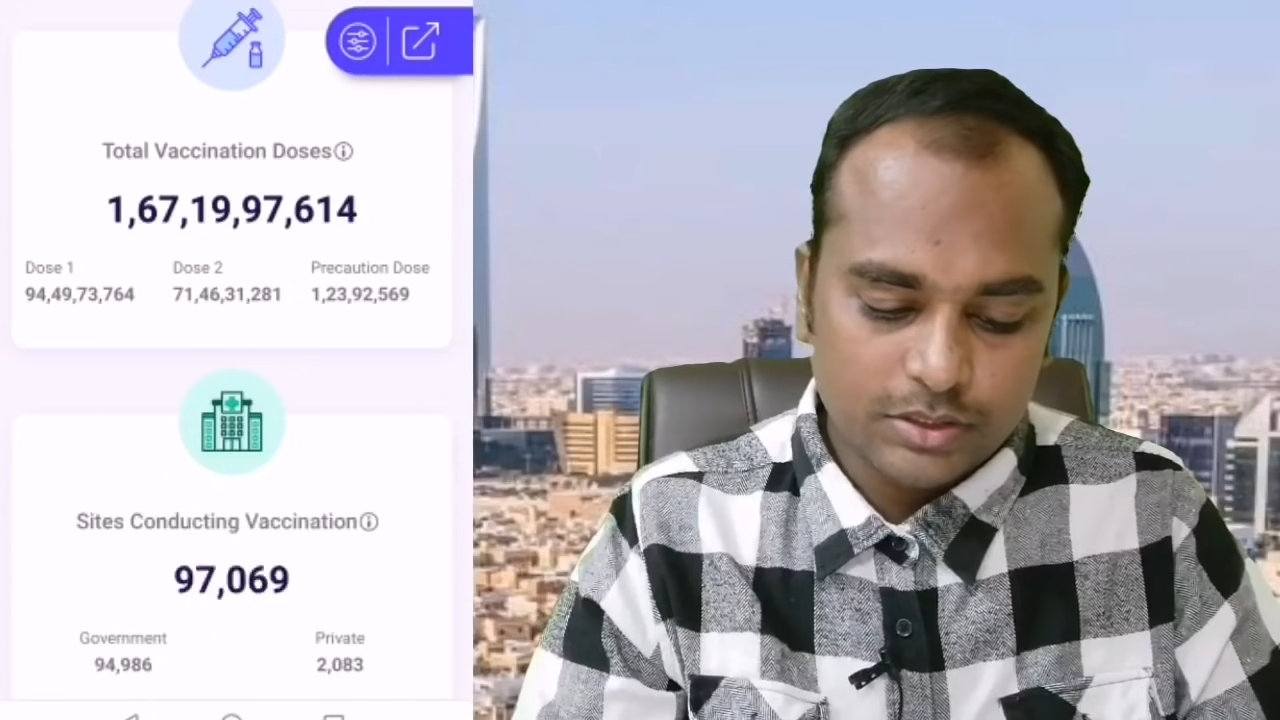 Total Vaccination Doses
1,67,19,97,614
Dose 1 Dose 2 Precaution Dose
94,49,73,764 71,46,31,281 1,23,92,569
Sites Conducting Vaccination
97,069
Government Private
94,986 2,083